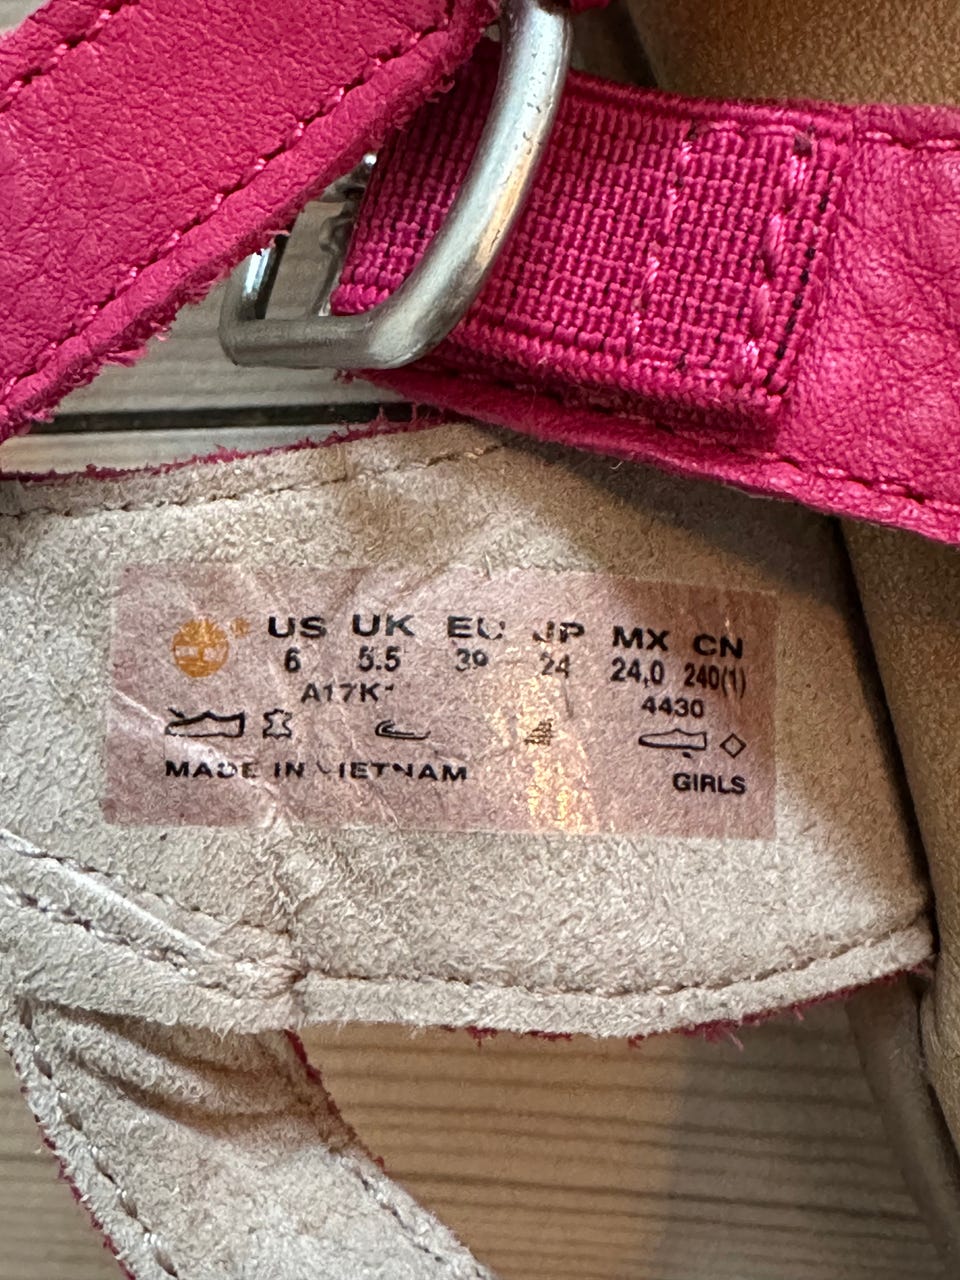 ® US UK EU JP MX CN
6 5.5 39 24 24,0 240(1)
A17K 4430
MADE IN VIETNAM
GIRLS